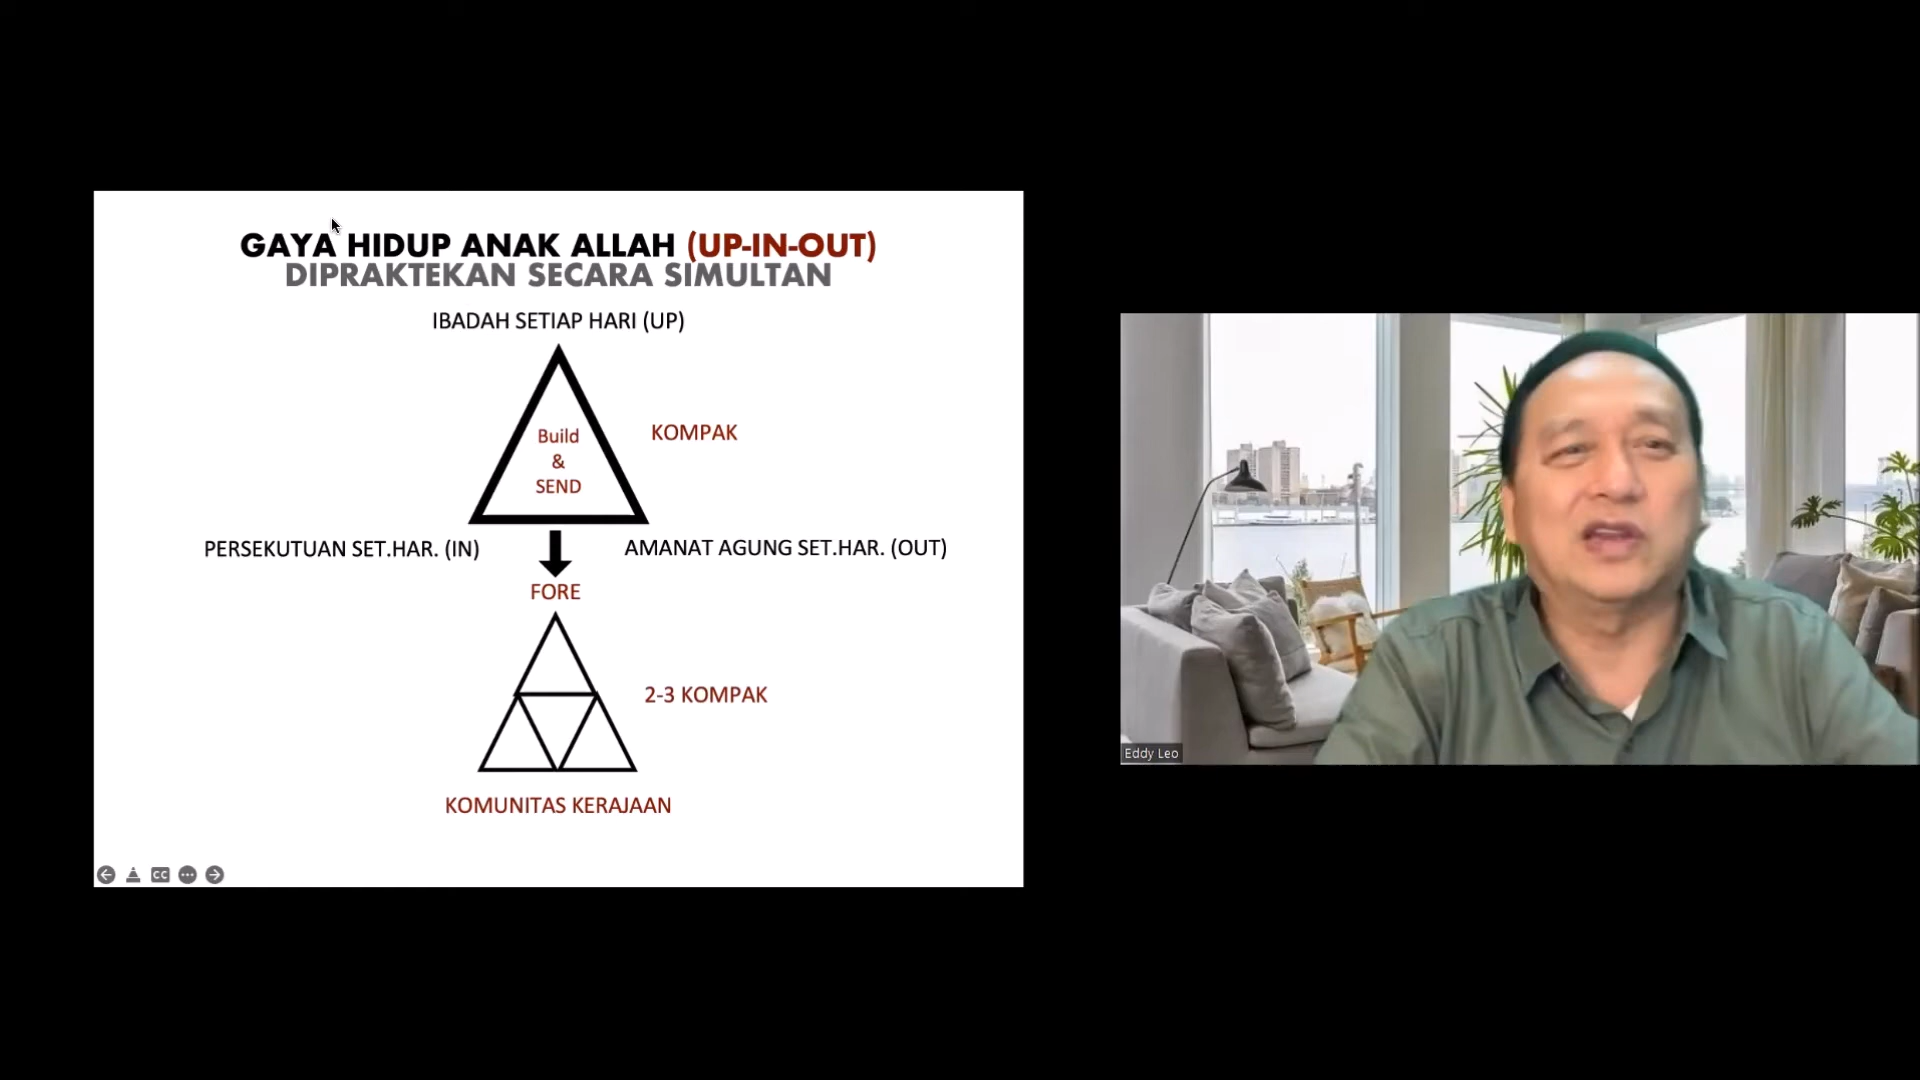 GAYA HIDUP ANAK ALLAH (UP-IN-OUT)
DIPRAKTEKAN SECARA SIMULTAN
IBADAH SETIAP HARI (UP)
Build
&
SEND
KOMPAK
PERSEKUTUAN SET.HAR. (IN)
AMANAT AGUNG SET.HAR. (OUT)
FORE
2-3 KOMPAK
KOMUNITAS KERAJAAN
CC
Eddy Leo